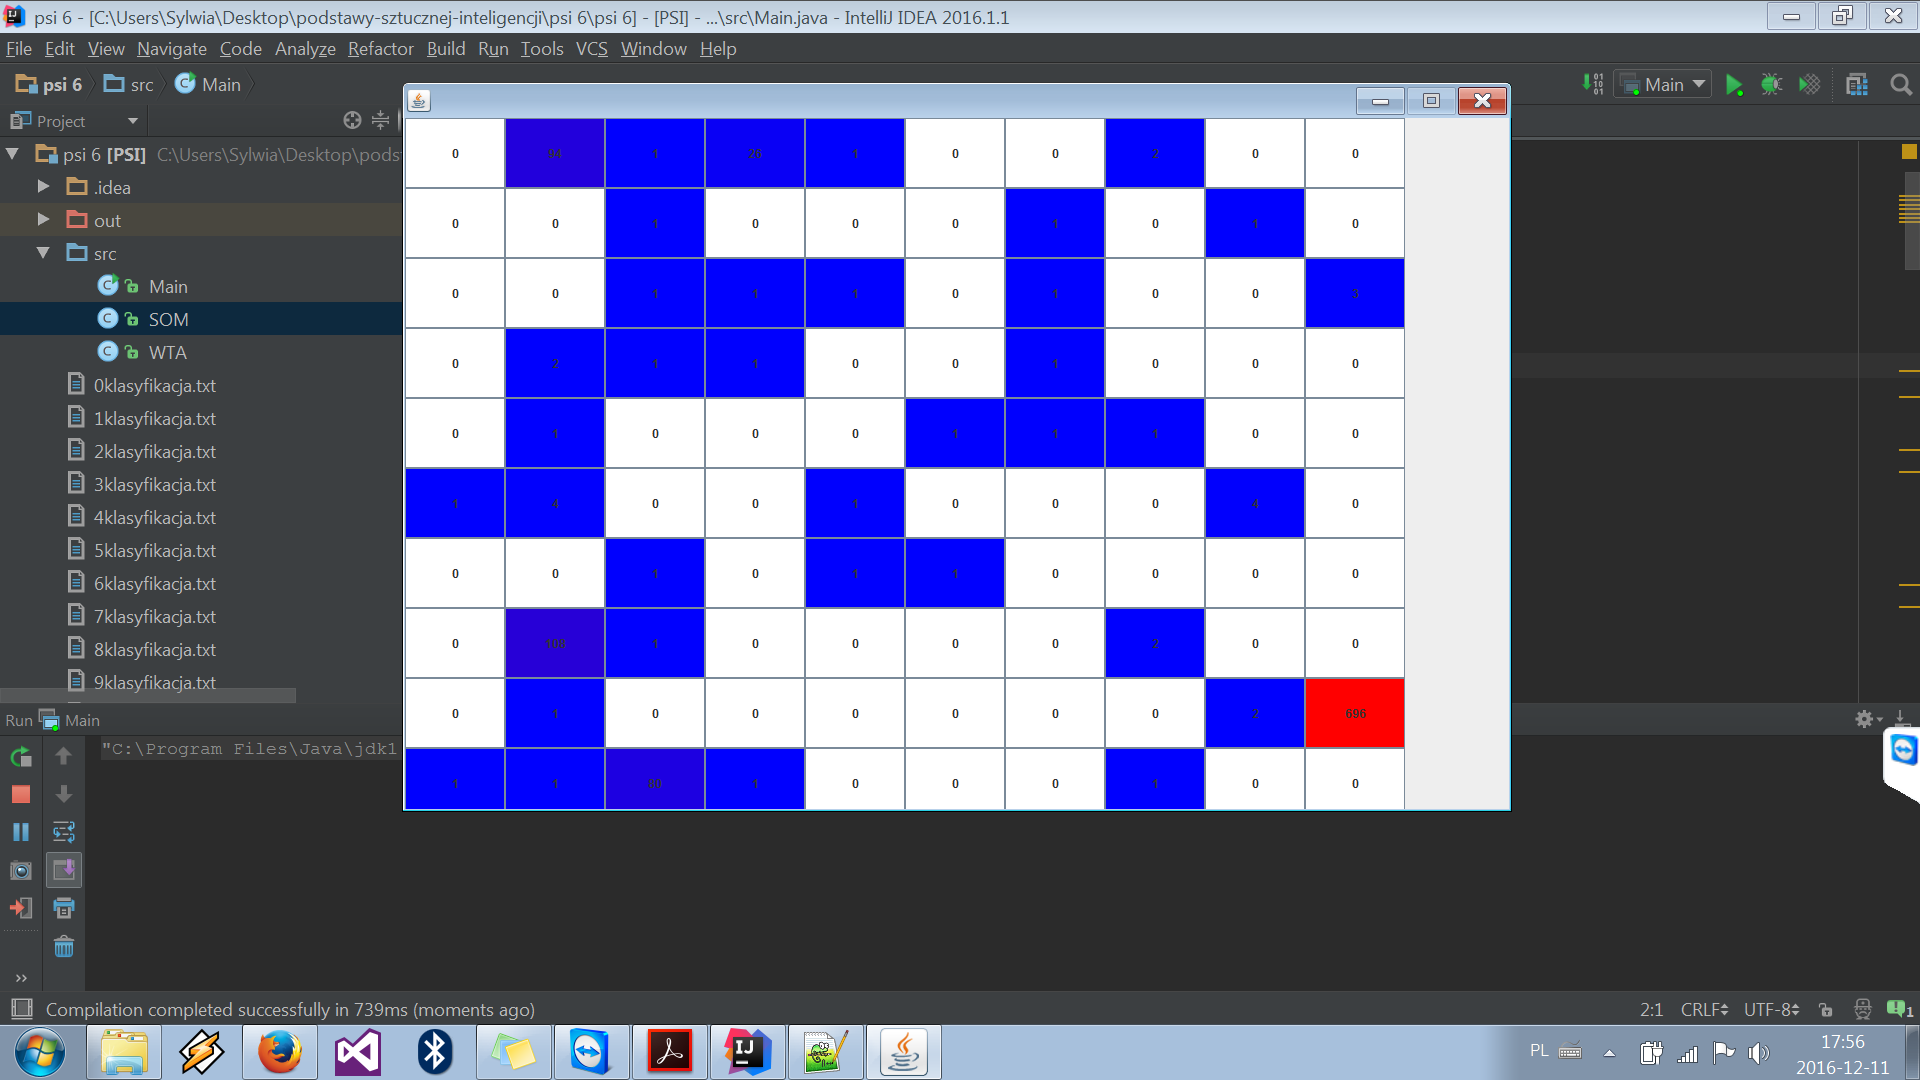 psi 6 - [C:\Users\Sylwia\Desktop\podstawy-sztucznej-inteligencji\psi 6\psi 6] - [PSI] - ...\src\Main.java - IntelliJ IDEA 2016.1.1
File Edit View Navigate Code Analyze Refactor Build Run Tools VCS Window Help
psi 6 src Main
Main
Project
psi 6 [PSI] C:\Users\Sylwia\Desktop\pods
.idea
out
src
Main
SOM
WTA
0klasyfikacja.txt
1klasyfikacja.txt
2klasyfikacja.txt
3klasyfikacja.txt
4klasyfikacja.txt
5klasyfikacja.txt
6klasyfikacja.txt
7klasyfikacja.txt
8klasyfikacja.txt
9klasyfikacja.txt
0 94 1 26 1 0 0 2 0 0
0 0 1 0 0 0 1 0 1 0
0 0 1 1 1 0 1 0 0 3
0 2 1 1 0 0 1 0 0 0
0 1 0 0 0 1 1 1 0 0
1 4 0 0 1 0 0 0 4 0
0 0 1 0 1 1 0 0 0 0
0 108 1 0 0 0 0 2 0 0
0 1 0 0 0 0 0 0 2 696
1 1 80 1 0 0 0 1 0 0
Run Main
"C:\Program Files\Java\jdk1
Compilation completed successfully in 739ms (moments ago)
2:1 CRLF UTF-8 1
PL
17:56
2016-12-11